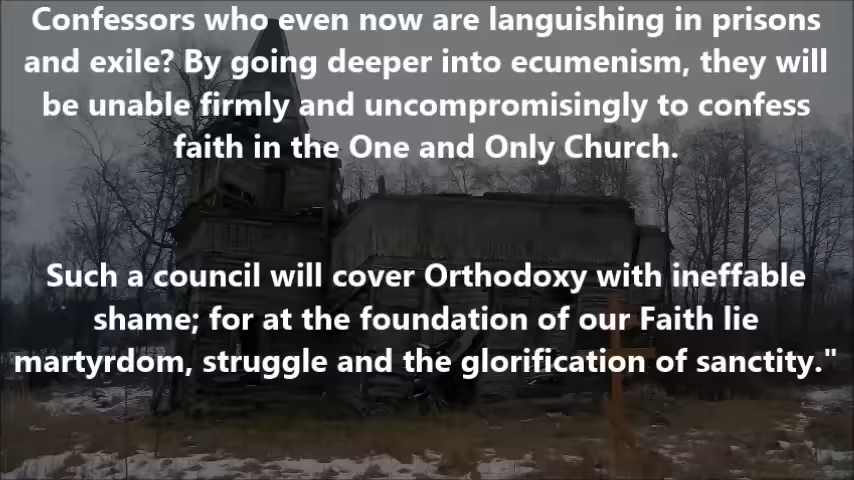 Confessors who even now are languishing in prisons
and exile? By going deeper into ecumenism, they will
be unable firmly and uncompromisingly to confess
faith in the One and Only Church.
Such a council will cover Orthodoxy with ineffable
shame; for at the foundation of our Faith lie
martyrdom, struggle and the glorification of sanctity."